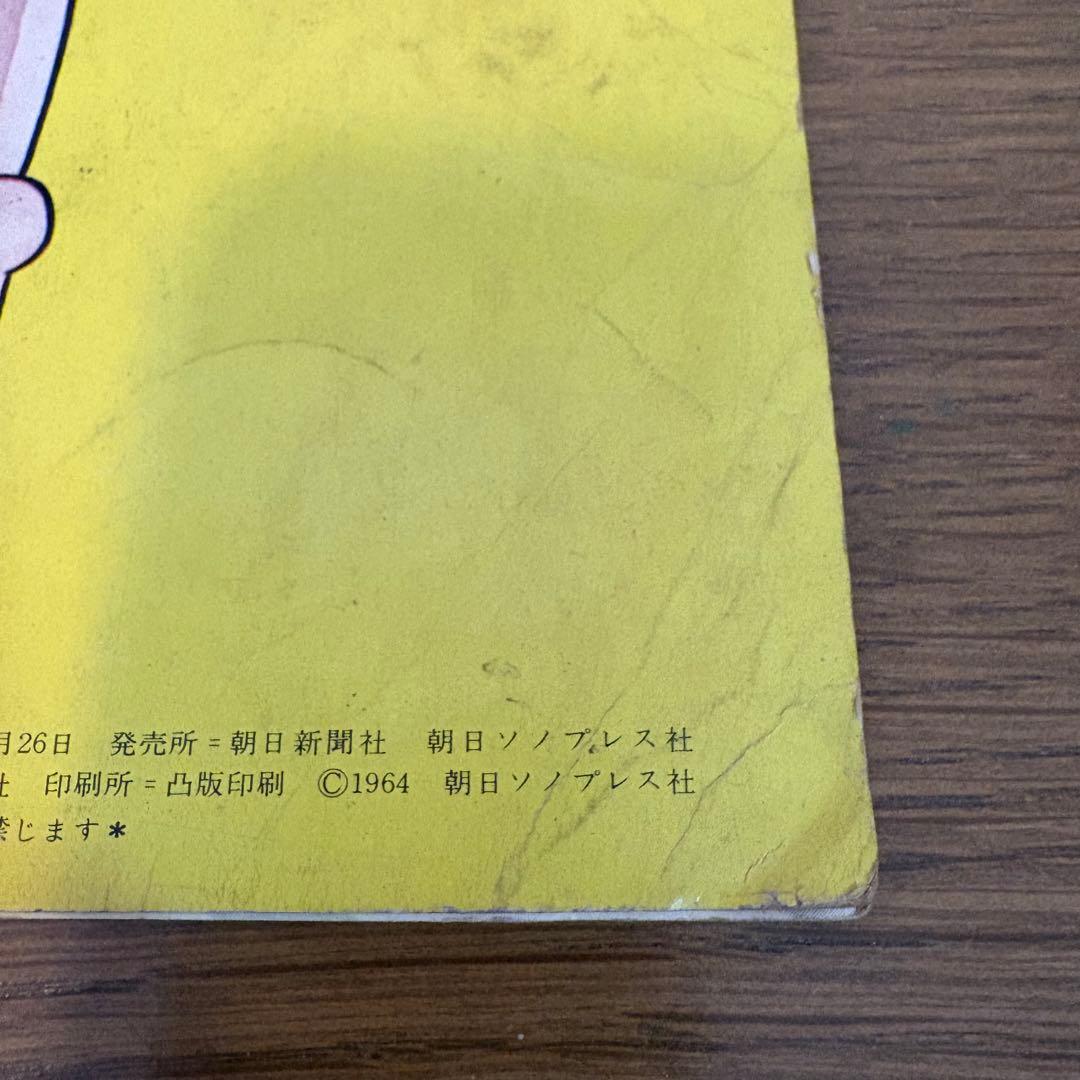 月26日　発売所=朝日新聞社　朝日ソノプレス社
社　印刷所=凸版印刷　©1964　朝日ソノプレス社
禁じます*